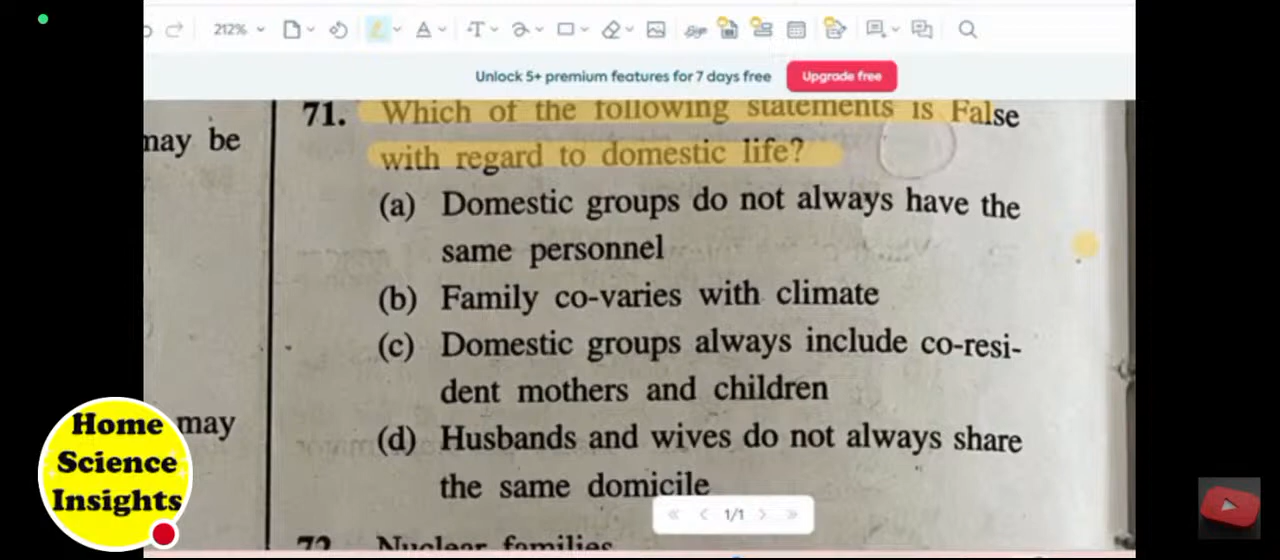 212%
Unlock 5+ premium features for 7 days free
Upgrade free
may be
71. Which of the following statements is False
with regard to domestic life?
(a) Domestic groups do not always have the
same personnel
(b) Family co-varies with climate
(c) Domestic groups always include co-resi-
dent mothers and children
(d) Husbands and wives do not always share
the same domicile
1/1
72. Nuclear families
may
Home
Science
Insights